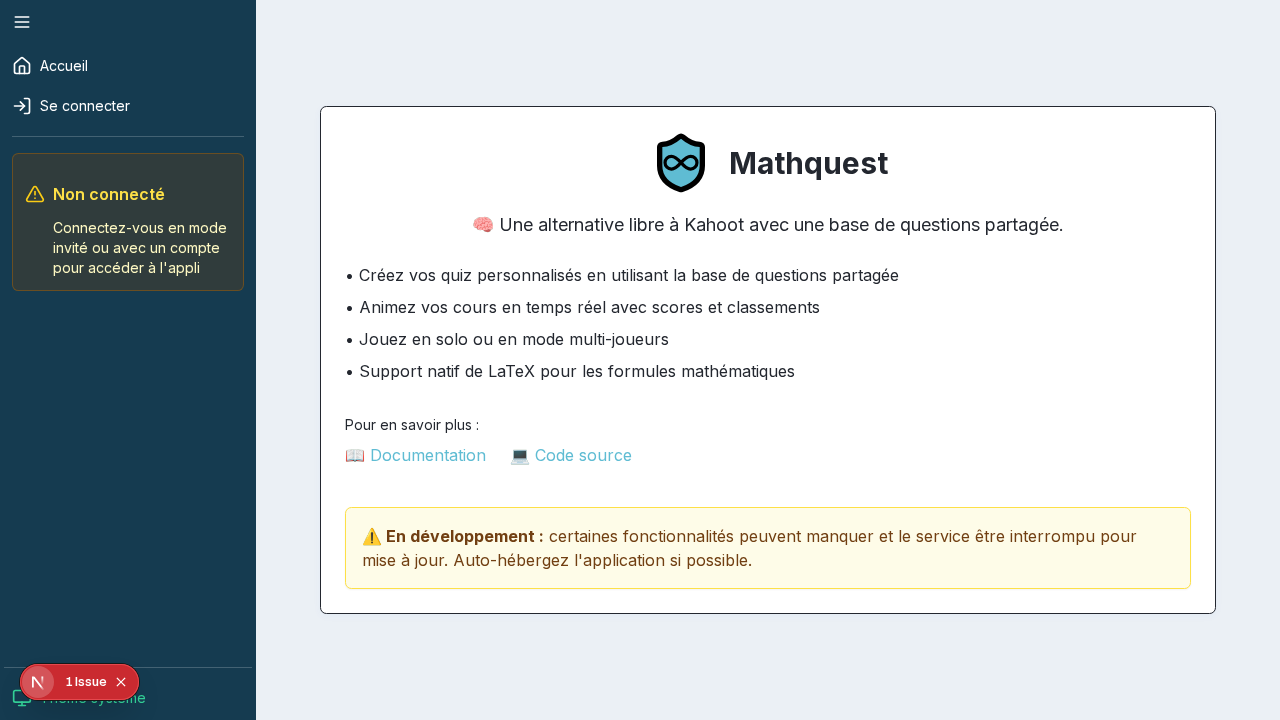 Accueil
Se connecter
Non connecté
Connectez-vous en mode
invité ou avec un compte
pour accéder à l'appli
Mathquest
🧠 Une alternative libre à Kahoot avec une base de questions partagée.
• Créez vos quiz personnalisés en utilisant la base de questions partagée
• Animez vos cours en temps réel avec scores et classements
• Jouez en solo ou en mode multi-joueurs
• Support natif de LaTeX pour les formules mathématiques
Pour en savoir plus :
📖 Documentation 💻 Code source
⚠️ En développement : certaines fonctionnalités peuvent manquer et le service être interrompu pour
mise à jour. Auto-hébergez l'application si possible.
N 1 Issue
Thème système